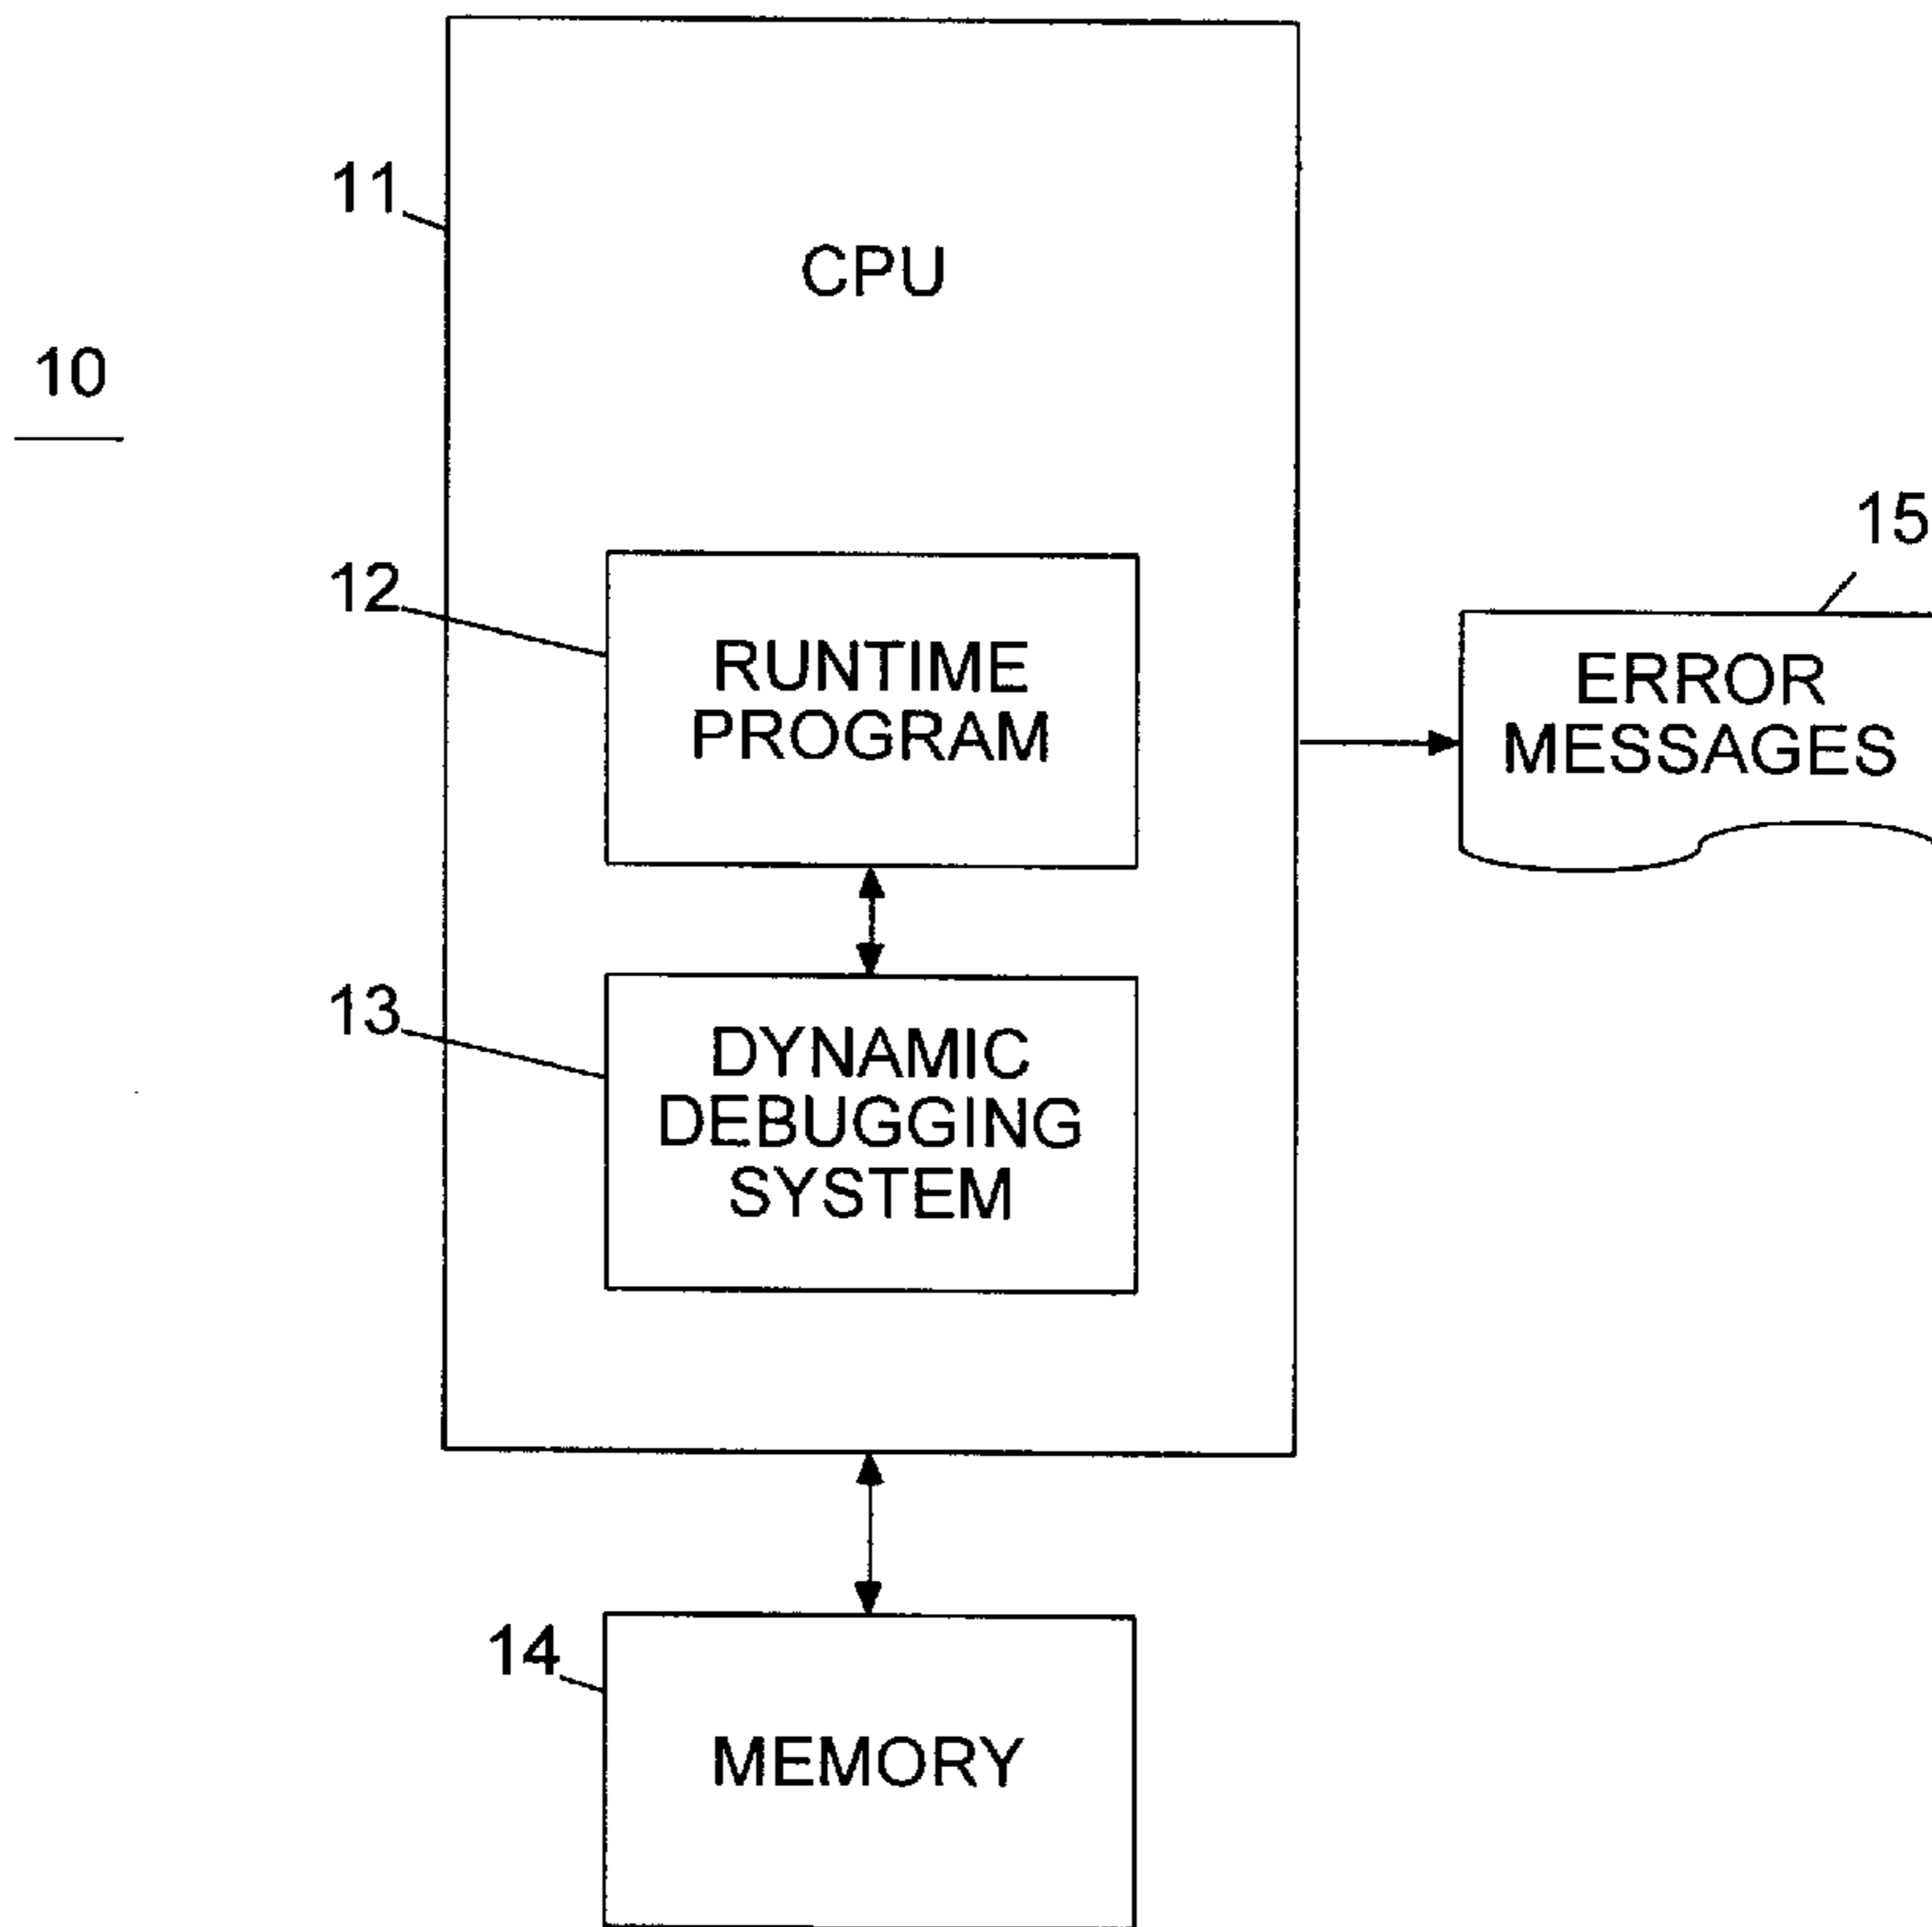 11
CPU
10
15
12
RUNTIME
PROGRAM
ERROR
MESSAGES
13
DYNAMIC
DEBUGGING
SYSTEM
14
MEMORY